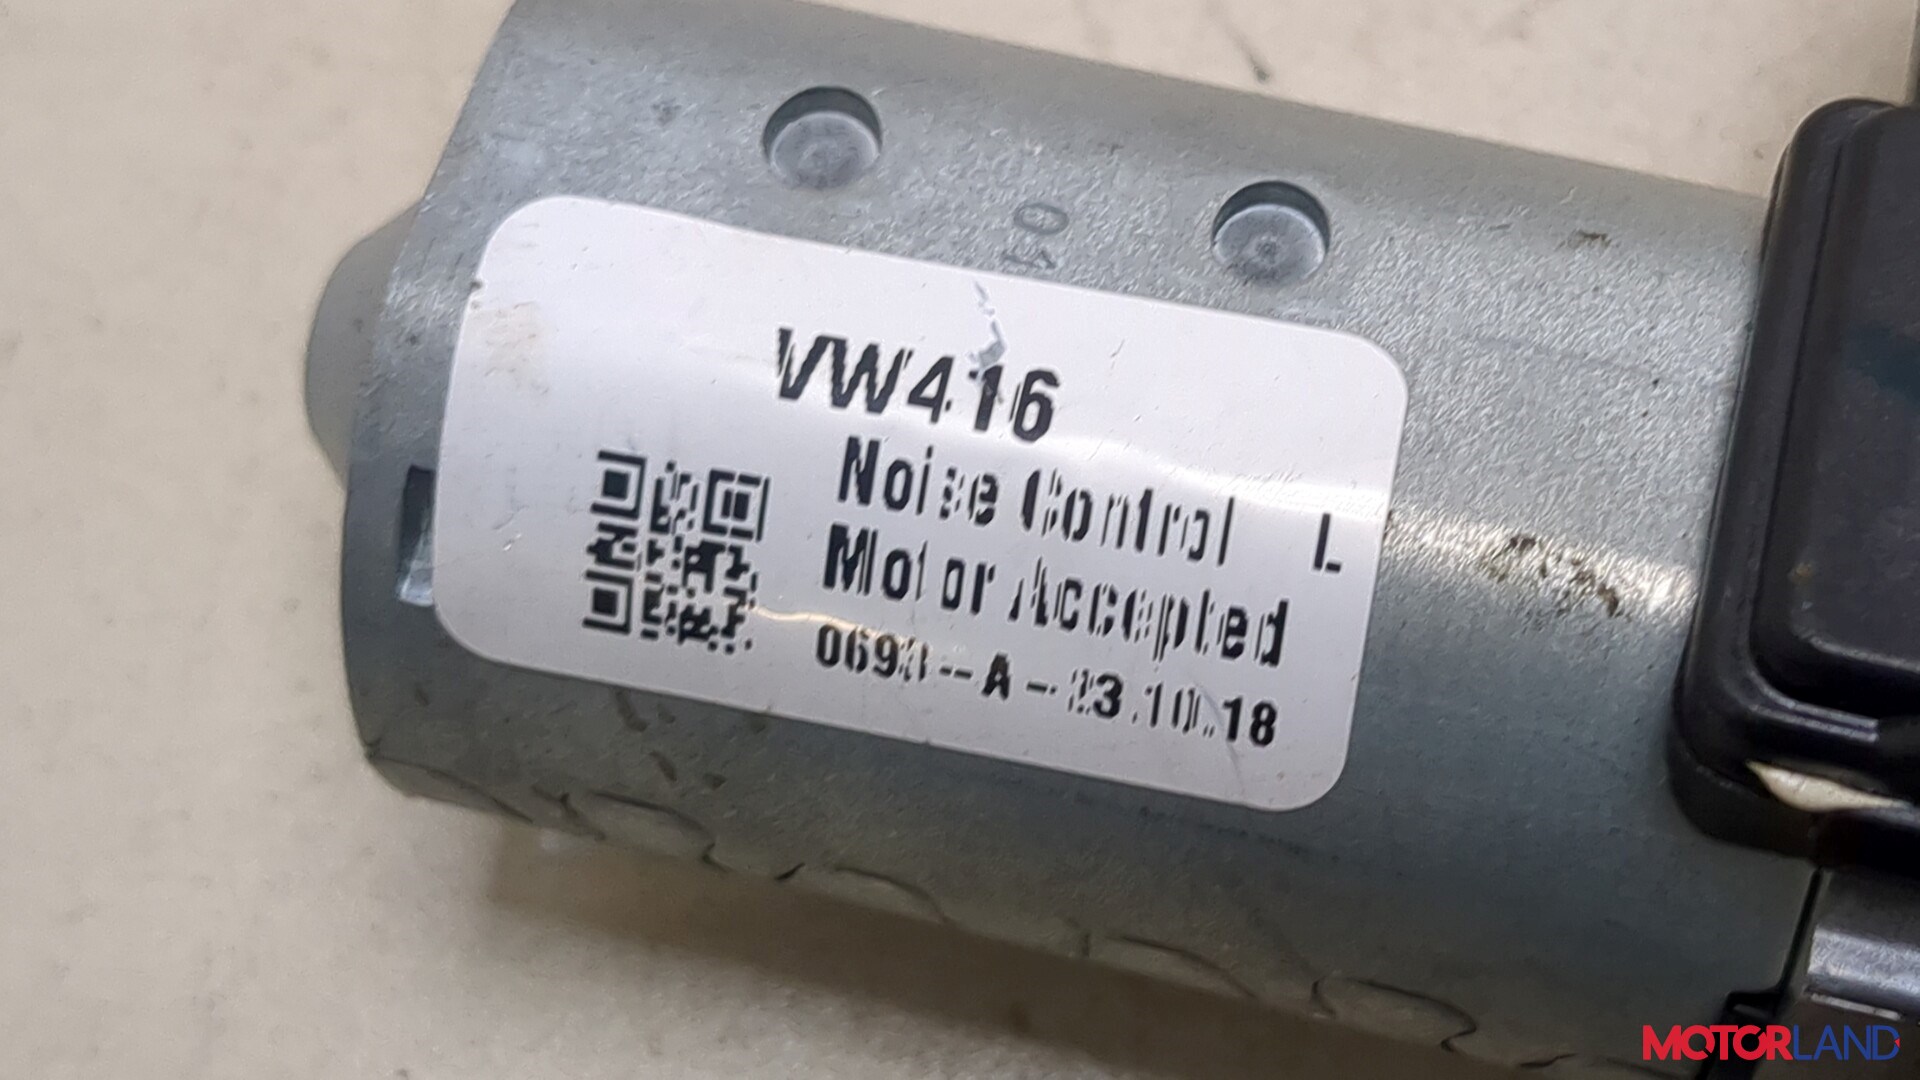 01
VW416
Noise Control L
Motor Accepted
0693--A-23.10.18
MOTORLAND